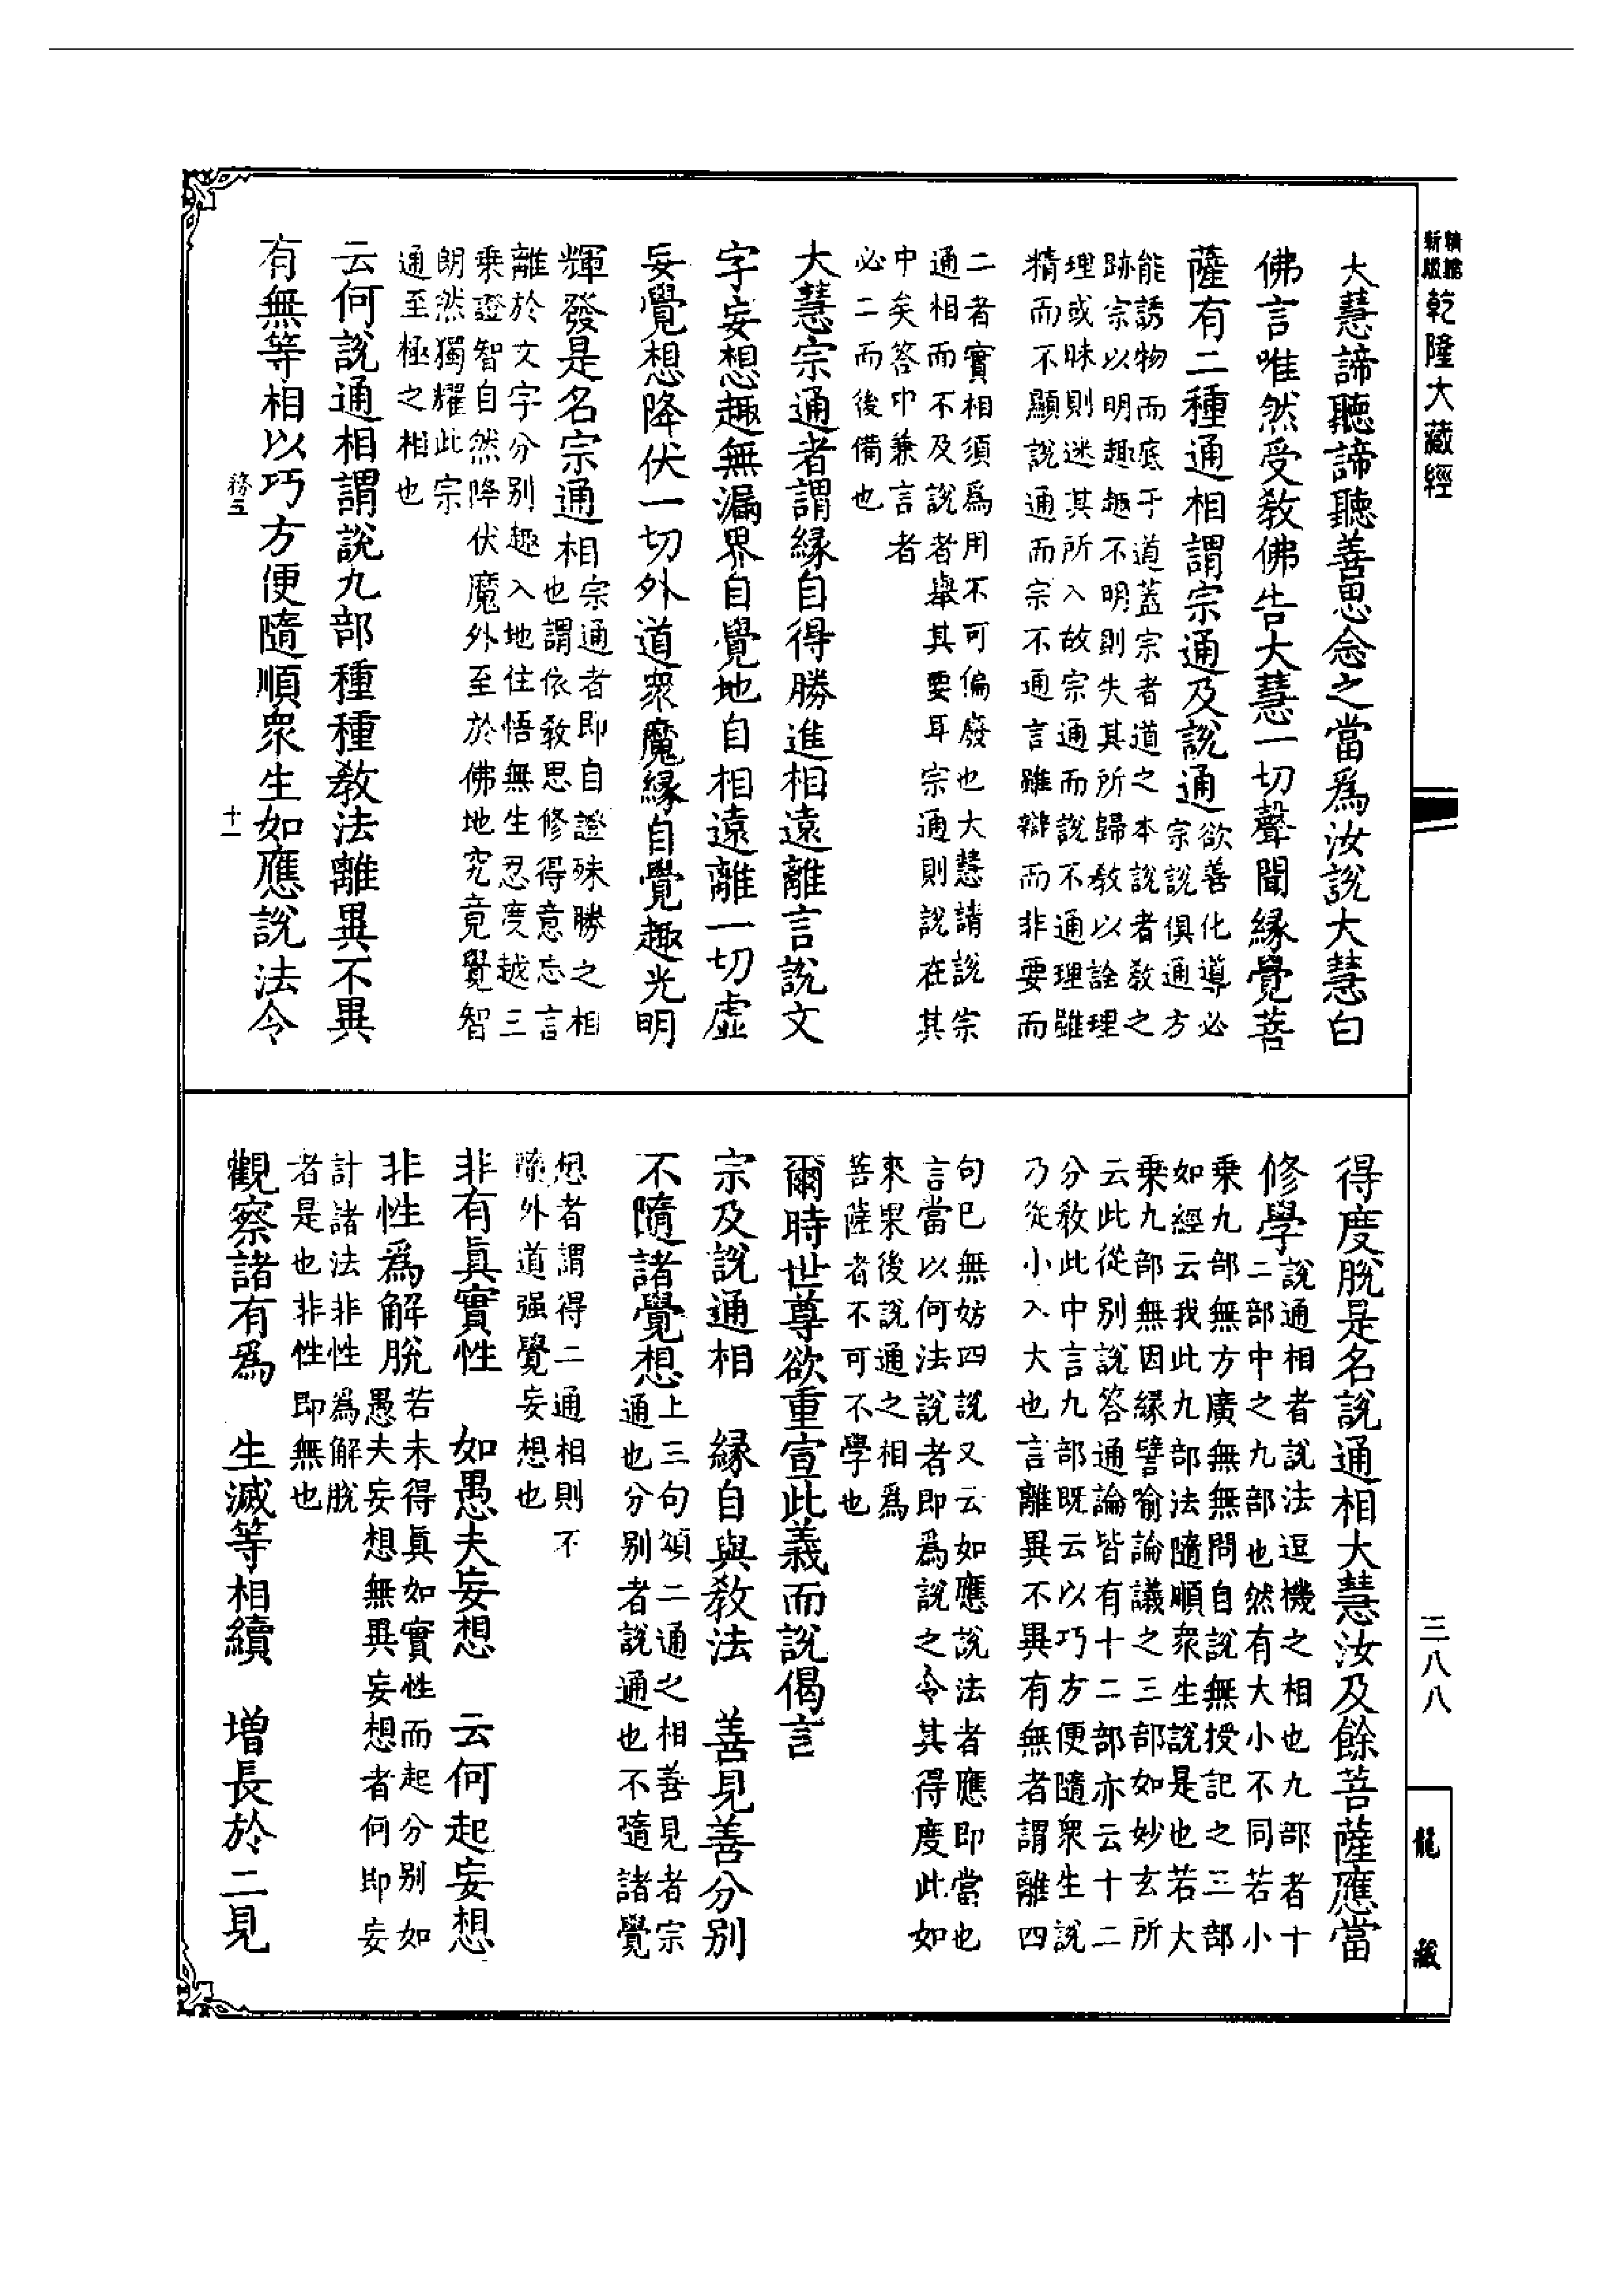 精縮新版乾隆大藏經
大慧諦聽諦聽善思念之當為汝說大慧白
佛言唯然受教佛告大慧一切聲聞緣覺菩
薩有二種通相謂宗通及說通
欲善化導必
宗說俱通方
能誘物而底于道蓋宗者道之本說者教之
跡宗以明趣趣不明則失其所歸教以詮理
理或昧則迷其所入故宗通而說不通理雖
精而不顯說通而宗不通言雖辯而非要而
二者實相須為用不可偏廢也大慧請說宗
通相而不及說者舉其要耳宗通則說在其
中矣答中兼言者
必二而後備也
大慧宗通者謂緣自得勝進相遠離言說文
字妄想趣無漏界自覺地自相遠離一切虛
妄覺想降伏一切外道眾魔緣自覺趣光明
輝發是名宗通相
宗通者即自證殊勝之相
也謂依教思修得意忘言
離於文字分別趣入地住悟無生忍度越三
乘證智自然降伏魔外至於佛地究竟覺智
朗然獨耀此宗
通至極之相也
云何說通相謂說九部種種教法離異不異
有無等相以巧方便隨順眾生如應說法令
務三
十一
得度脫是名說通相大慧汝及餘菩薩應當
修學
說通相者說法逗機之相也九部者十
二部中之九部也然有大小不同若小
乘九部無方廣無無問自說無授記之三部
如經云我此九部法隨順眾生說是也若大
乘九部無因緣譬喻論議之三部如妙玄所
云此從別說答通論皆有十二部亦云十二
分教此中言九部既云以巧方便隨眾生說
乃從小入大也言離異不異有無者謂離四
句已無妨四說又云如應說法者應即當也
言當以何法說者即為說之令其得度此如
來果後說通之相為
菩薩者不可不學也
爾時世尊欲重宣此義而說偈言
宗及說通相　緣自與教法　善見善分別
不隨諸覺想
上三句頌二通之相善見者宗
通也分別者說通也不隨諸覺
想者謂得二通相則不
隨外道強覺妄想也
非有真實性　如愚夫妄想　云何起妄想
非性為解脫
若未得真如實性而起分別如
愚夫妄想無異妄想者何即妄
計諸法非性為解脫
者是也非性即無也
觀察諸有為　生滅等相續　增長於二見
三八八
龍藏